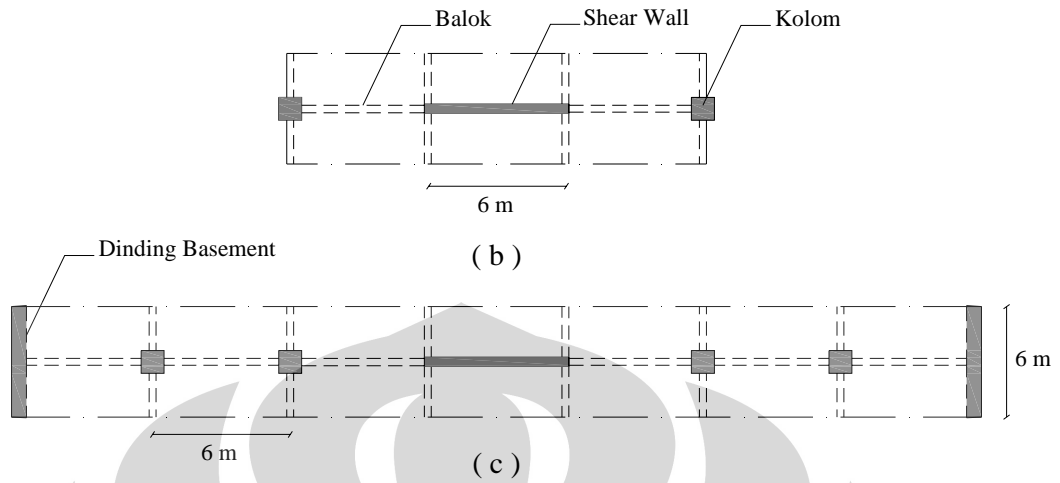 Balok
Shear Wall
Kolom
6 m
( b )
Dinding Basement
6 m
6 m
( c )